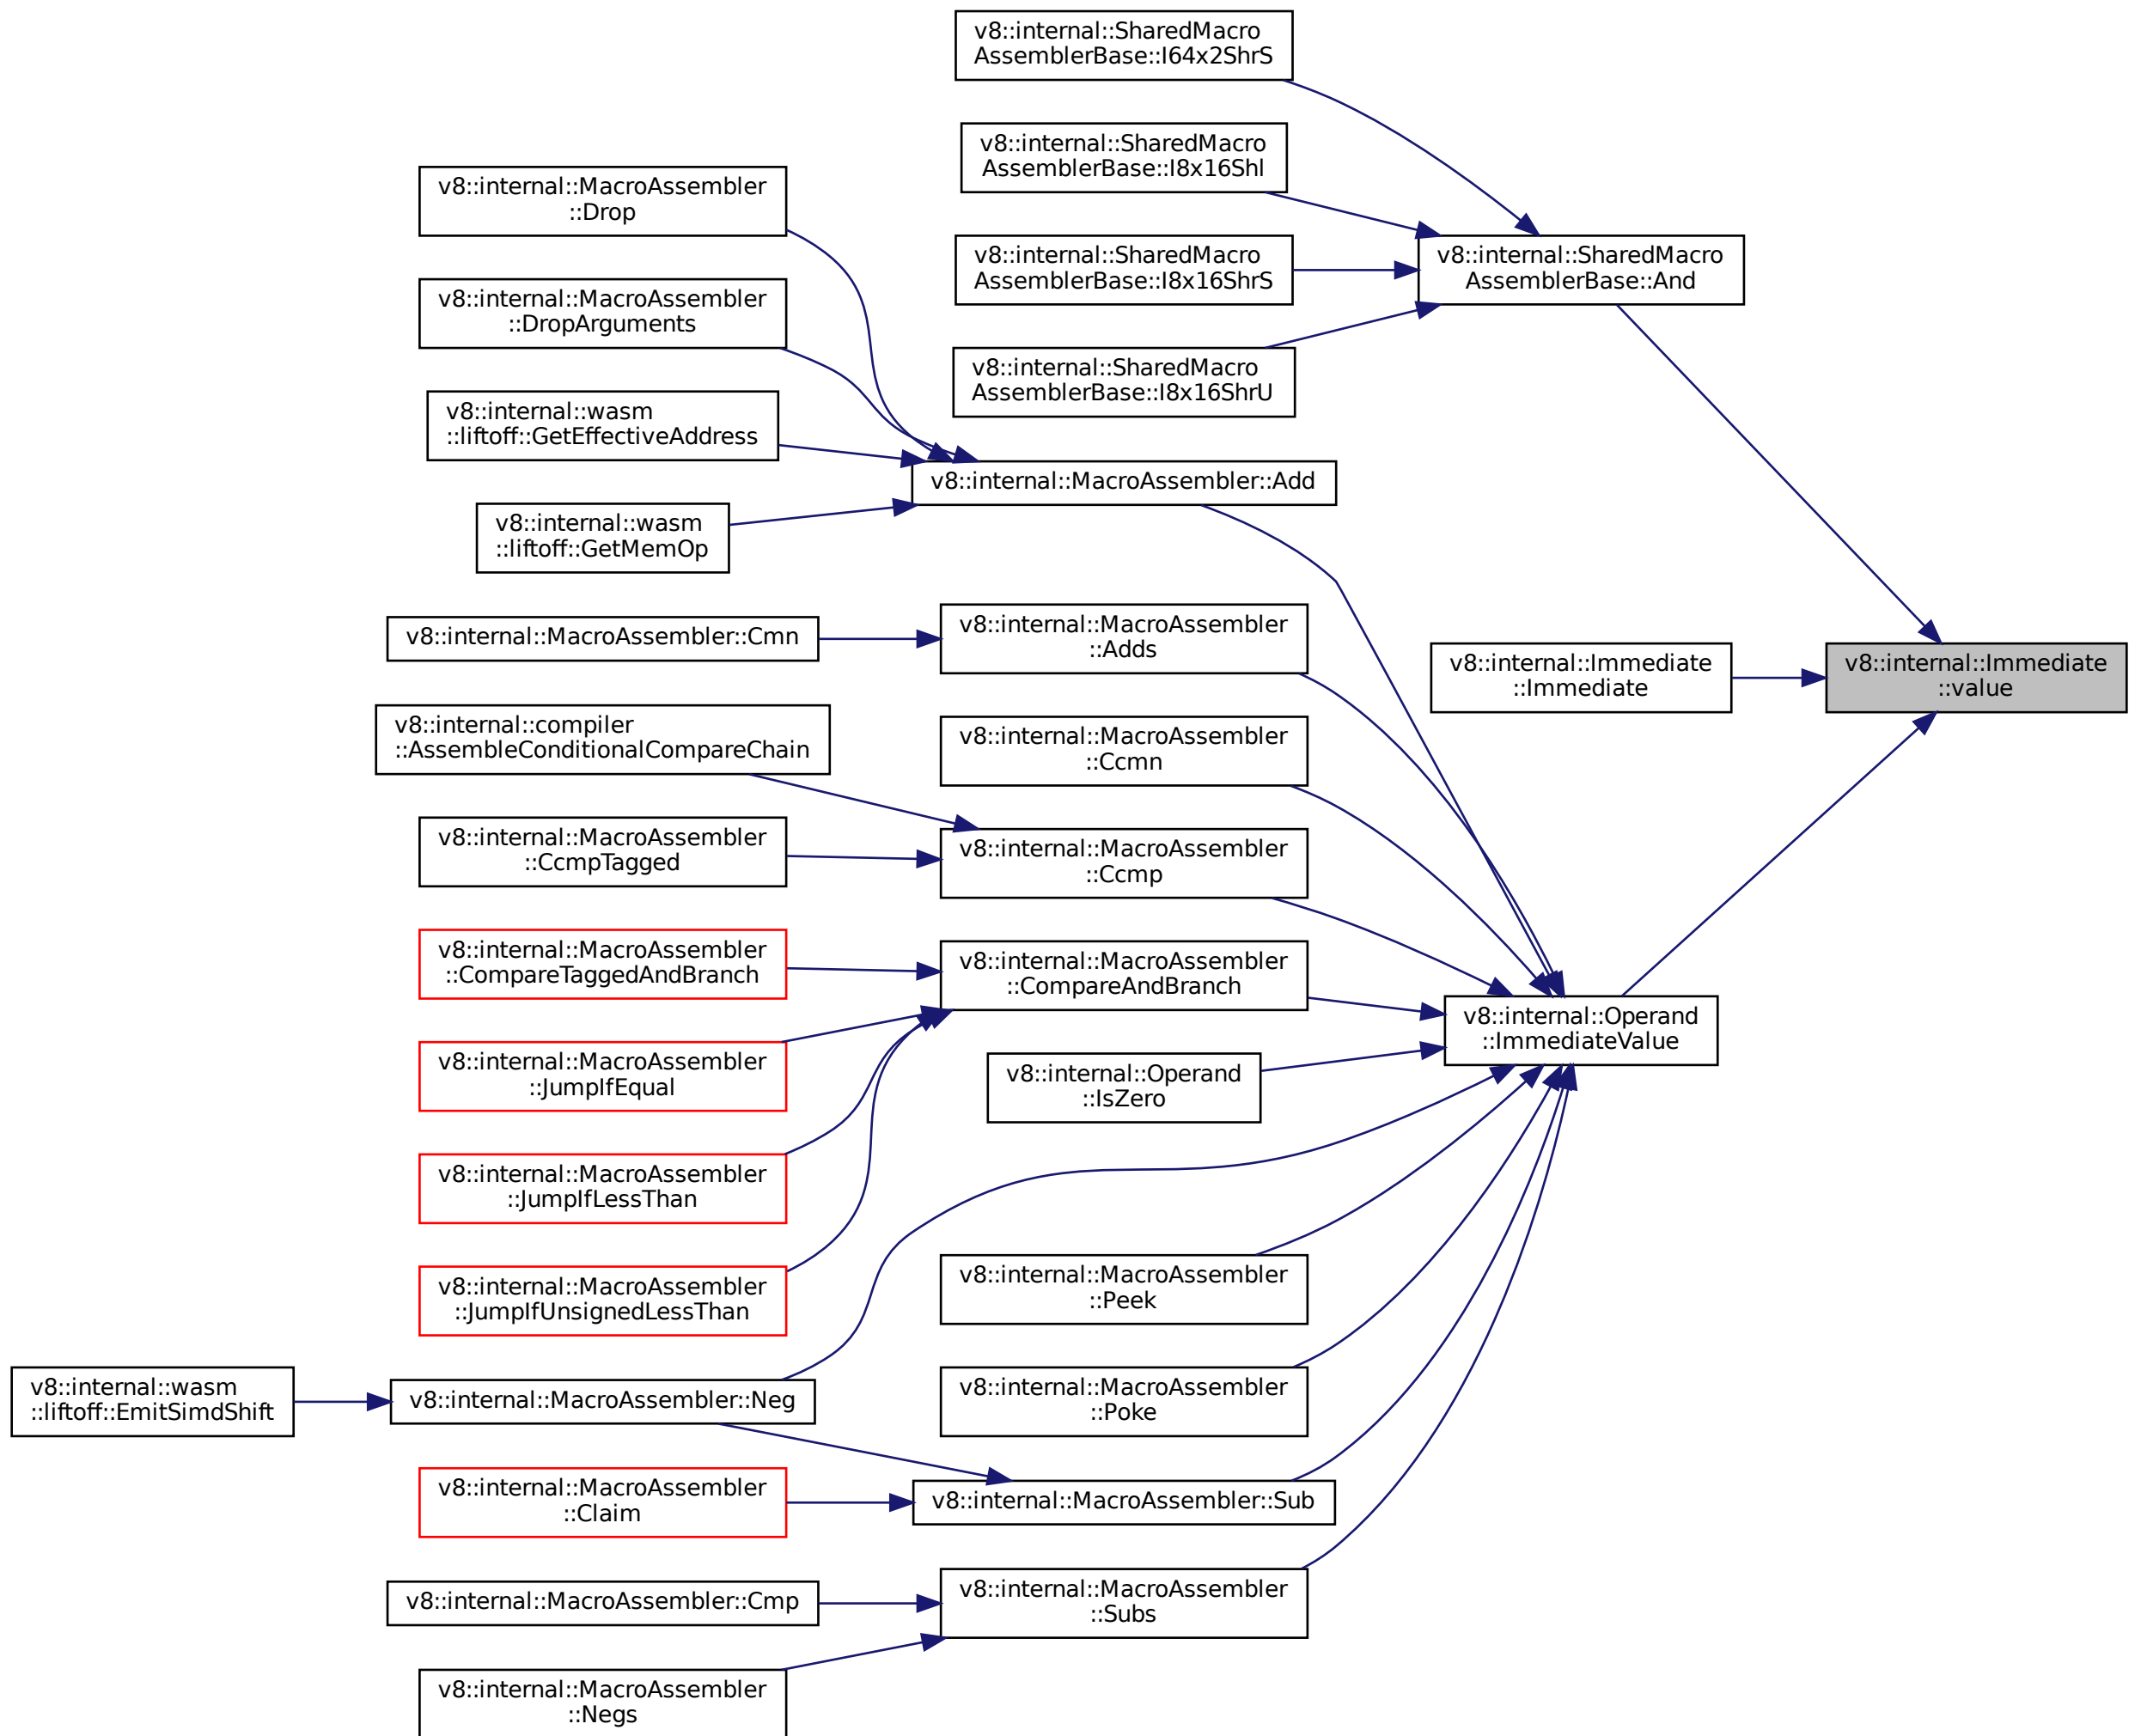 v8::internal::SharedMacro
AssemblerBase::I64x2ShrS
v8::internal::SharedMacro
AssemblerBase::I8x16Shl
v8::internal::MacroAssembler
::Drop
v8::internal::SharedMacro
AssemblerBase::I8x16ShrS
v8::internal::SharedMacro
AssemblerBase::And
v8::internal::MacroAssembler
::DropArguments
v8::internal::SharedMacro
AssemblerBase::I8x16ShrU
v8::internal::wasm
::liftoff::GetEffectiveAddress
v8::internal::MacroAssembler::Add
v8::internal::wasm
::liftoff::GetMemOp
v8::internal::MacroAssembler::Cmn
v8::internal::MacroAssembler
::Adds
v8::internal::Immediate
::Immediate
v8::internal::Immediate
::value
v8::internal::compiler
::AssembleConditionalCompareChain
v8::internal::MacroAssembler
::Ccmn
v8::internal::MacroAssembler
::CcmpTagged
v8::internal::MacroAssembler
::Ccmp
v8::internal::MacroAssembler
::CompareTaggedAndBranch
v8::internal::MacroAssembler
::CompareAndBranch
v8::internal::Operand
::ImmediateValue
v8::internal::MacroAssembler
::JumpIfEqual
v8::internal::Operand
::IsZero
v8::internal::MacroAssembler
::JumpIfLessThan
v8::internal::MacroAssembler
::JumpIfUnsignedLessThan
v8::internal::MacroAssembler
::Peek
v8::internal::wasm
::liftoff::EmitSimdShift
v8::internal::MacroAssembler::Neg
v8::internal::MacroAssembler
::Poke
v8::internal::MacroAssembler
::Claim
v8::internal::MacroAssembler::Sub
v8::internal::MacroAssembler::Cmp
v8::internal::MacroAssembler
::Subs
v8::internal::MacroAssembler
::Negs